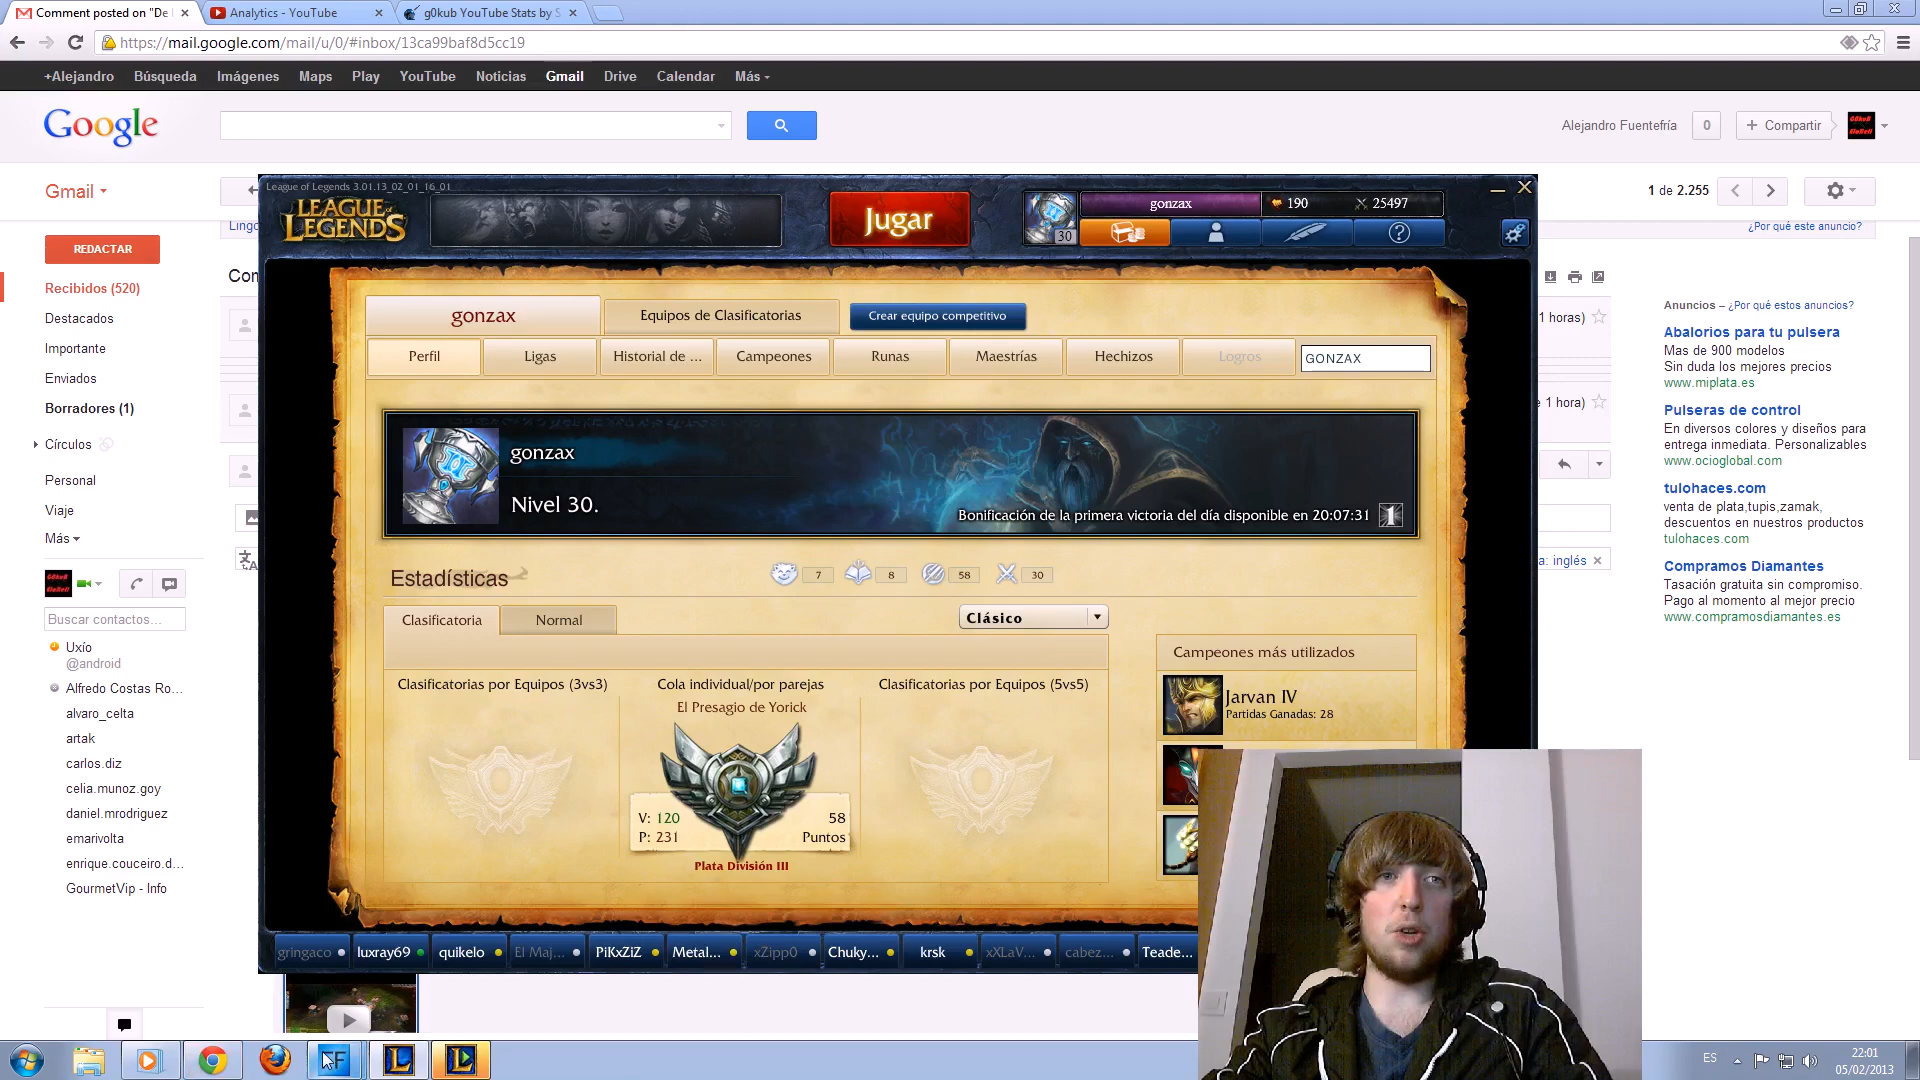 Comment posted on "De
Analytics - YouTube
g0kub YouTube Stats by S
https://mail.google.com/mail/u/0/#inbox/13ca99baf8d5cc19
+Alejandro Búsqueda Imágenes Maps Play YouTube Noticias Gmail Drive Calendar Más
Google
Alejandro Fuentefría 0 + Compartir
Gmail
1 de 2.255
League of Legends 3.01.13_02_01_16_01
LEAGUE of LEGENDS
Jugar
gonzax 190 25497
30
Lingo
¿Por qué este anuncio?
REDACTAR
Com
Recibidos (520)
Destacados
Importante
Enviados
Borradores (1)
Círculos
Personal
Viaje
Más
Buscar contactos...
Uxío
@android
Alfredo Costas Ro...
alvaro_celta
artak
carlos.diz
celia.munoz.goy
daniel.mrodriguez
emarivolta
enrique.couceiro.d...
GourmetVip - Info
gonzax Equipos de Clasificatorias Crear equipo competitivo
Perfil Ligas Historial de ... Campeones Runas Maestrías Hechizos Logros GONZAX
gonzax
Nivel 30.
Bonificación de la primera victoria del día disponible en 20:07:31 1
Estadísticas 7 8 58 30
Clasificatoria Normal Clásico
Campeones más utilizados
Clasificatorias por Equipos (3vs3) Cola individual/por parejas Clasificatorias por Equipos (5vs5)
El Presagio de Yorick
Jarvan IV
Partidas Ganadas: 28
V: 120 58
P: 231 Puntos
Plata División III
gringaco luxray69 quikelo El Maj... PiKxZiZ Metal... xZipp0 Chuky... krsk xXLaV... cabez... Teade...
1 horas)
e 1 hora)
a: inglés
Anuncios – ¿Por qué estos anuncios?
Abalorios para tu pulsera
Mas de 900 modelos
Sin duda los mejores precios
www.miplata.es
Pulseras de control
En diversos colores y diseños para
entrega inmediata. Personalizables
www.ocioglobal.com
tulohaces.com
venta de plata,tupis,zamak,
descuentos en nuestros productos
tulohaces.com
Compramos Diamantes
Tasación gratuita sin compromiso.
Pago al momento al mejor precio
www.compramosdiamantes.es
ES
22:01
05/02/2013